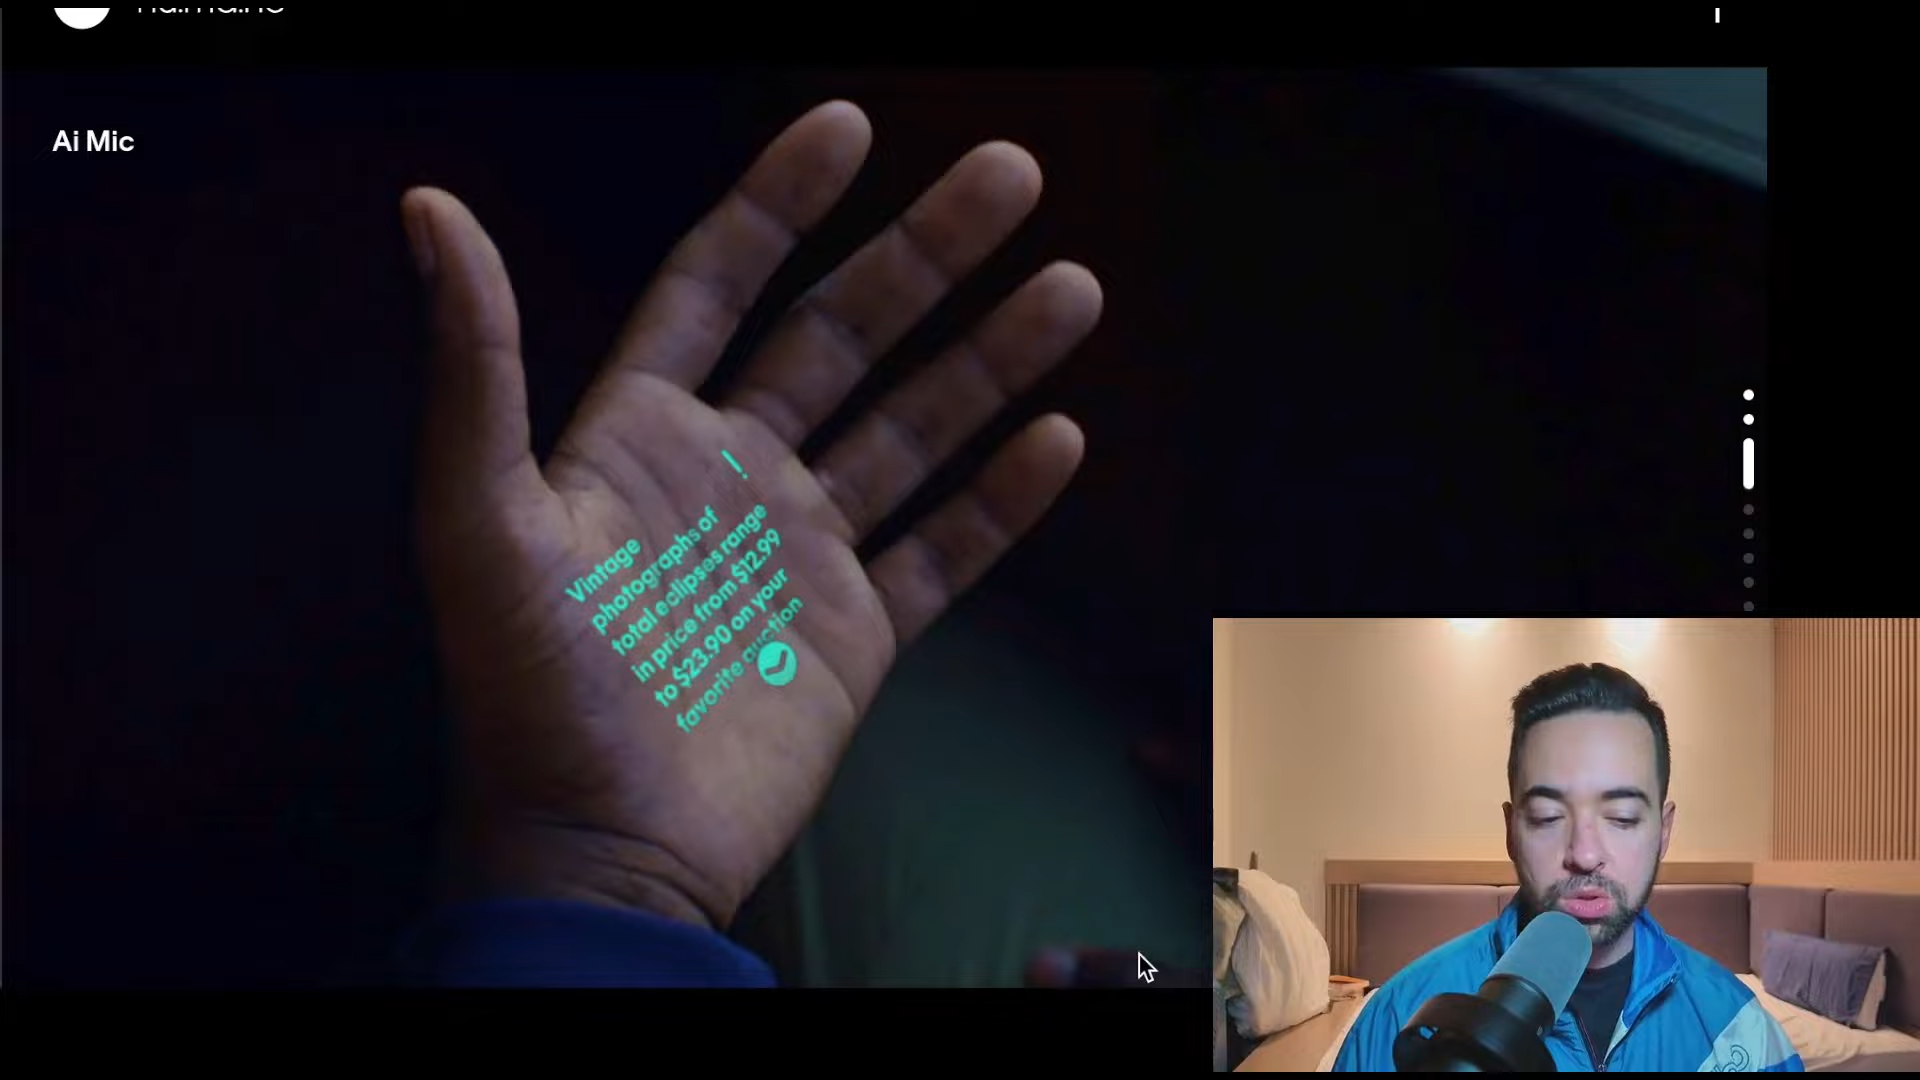 Ai Mic
Vintage
photographs of
total eclipses range
in price from $12.99
to $23.90 on your
favorite auction